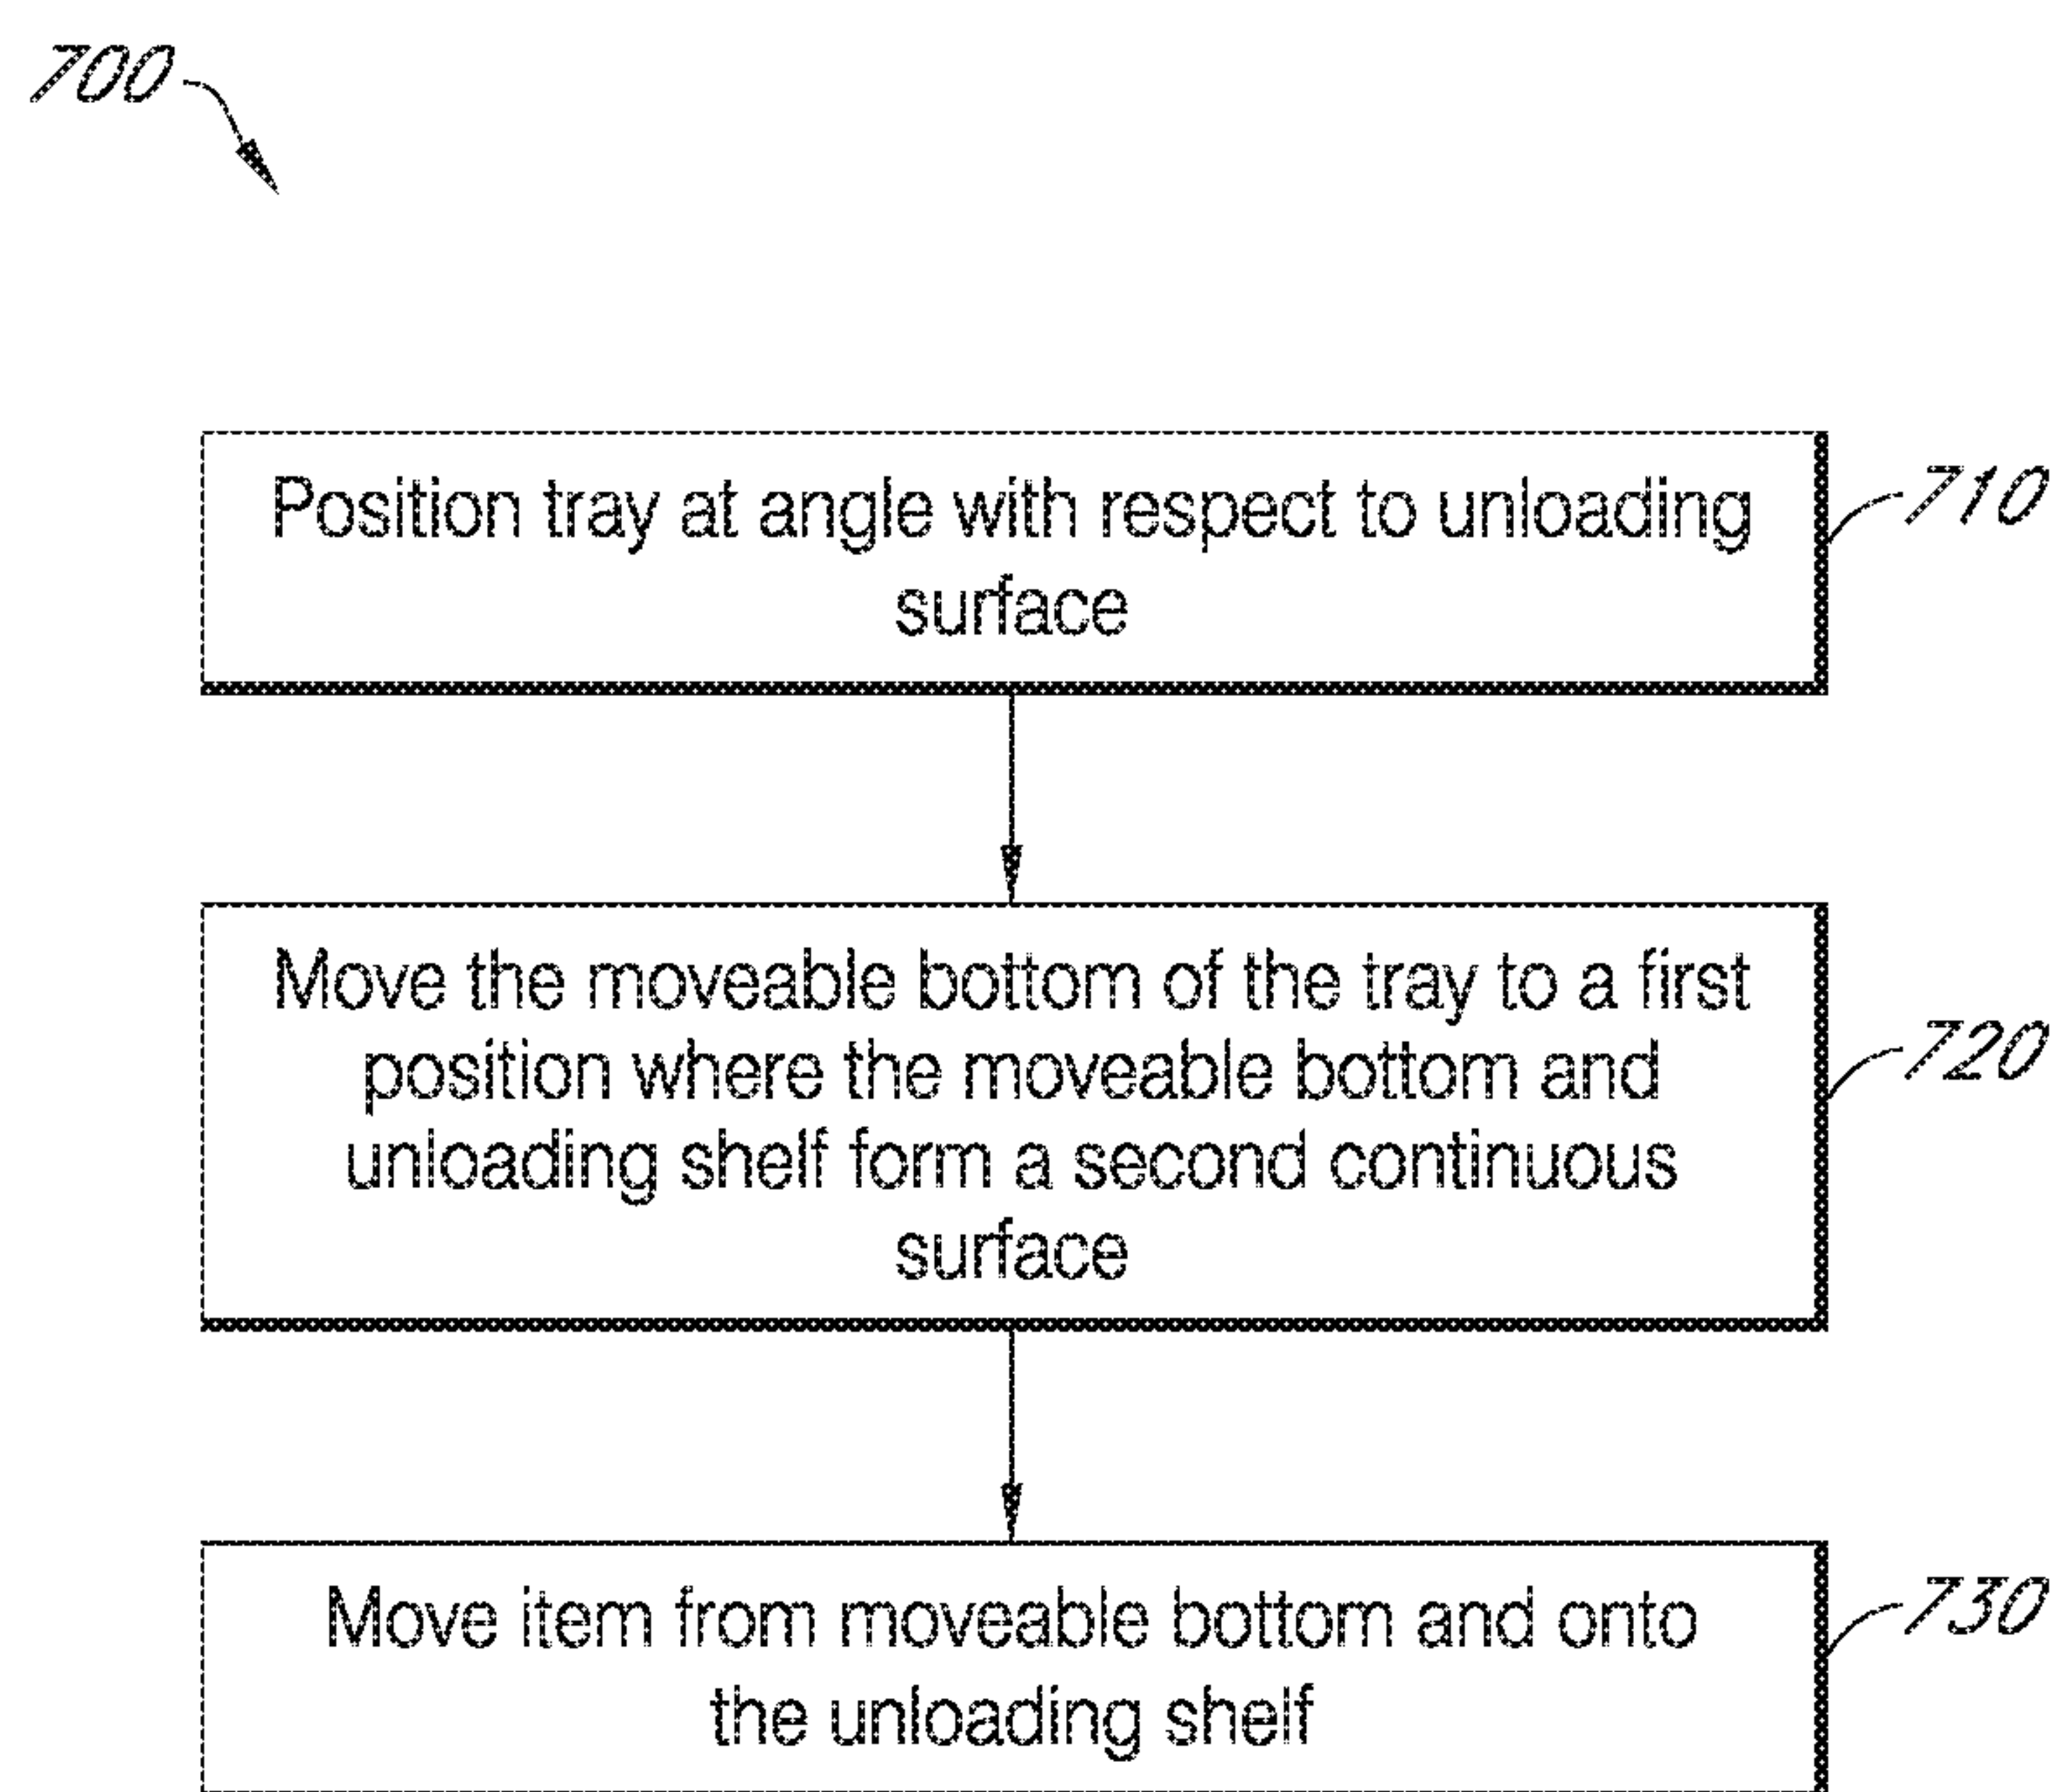 700
Position tray at angle with respect to unloading
surface
710
Move the moveable bottom of the tray to a first
position where the moveable bottom and
unloading shelf form a second continuous
surface
720
Move item from moveable bottom and onto
the unloading shelf
730